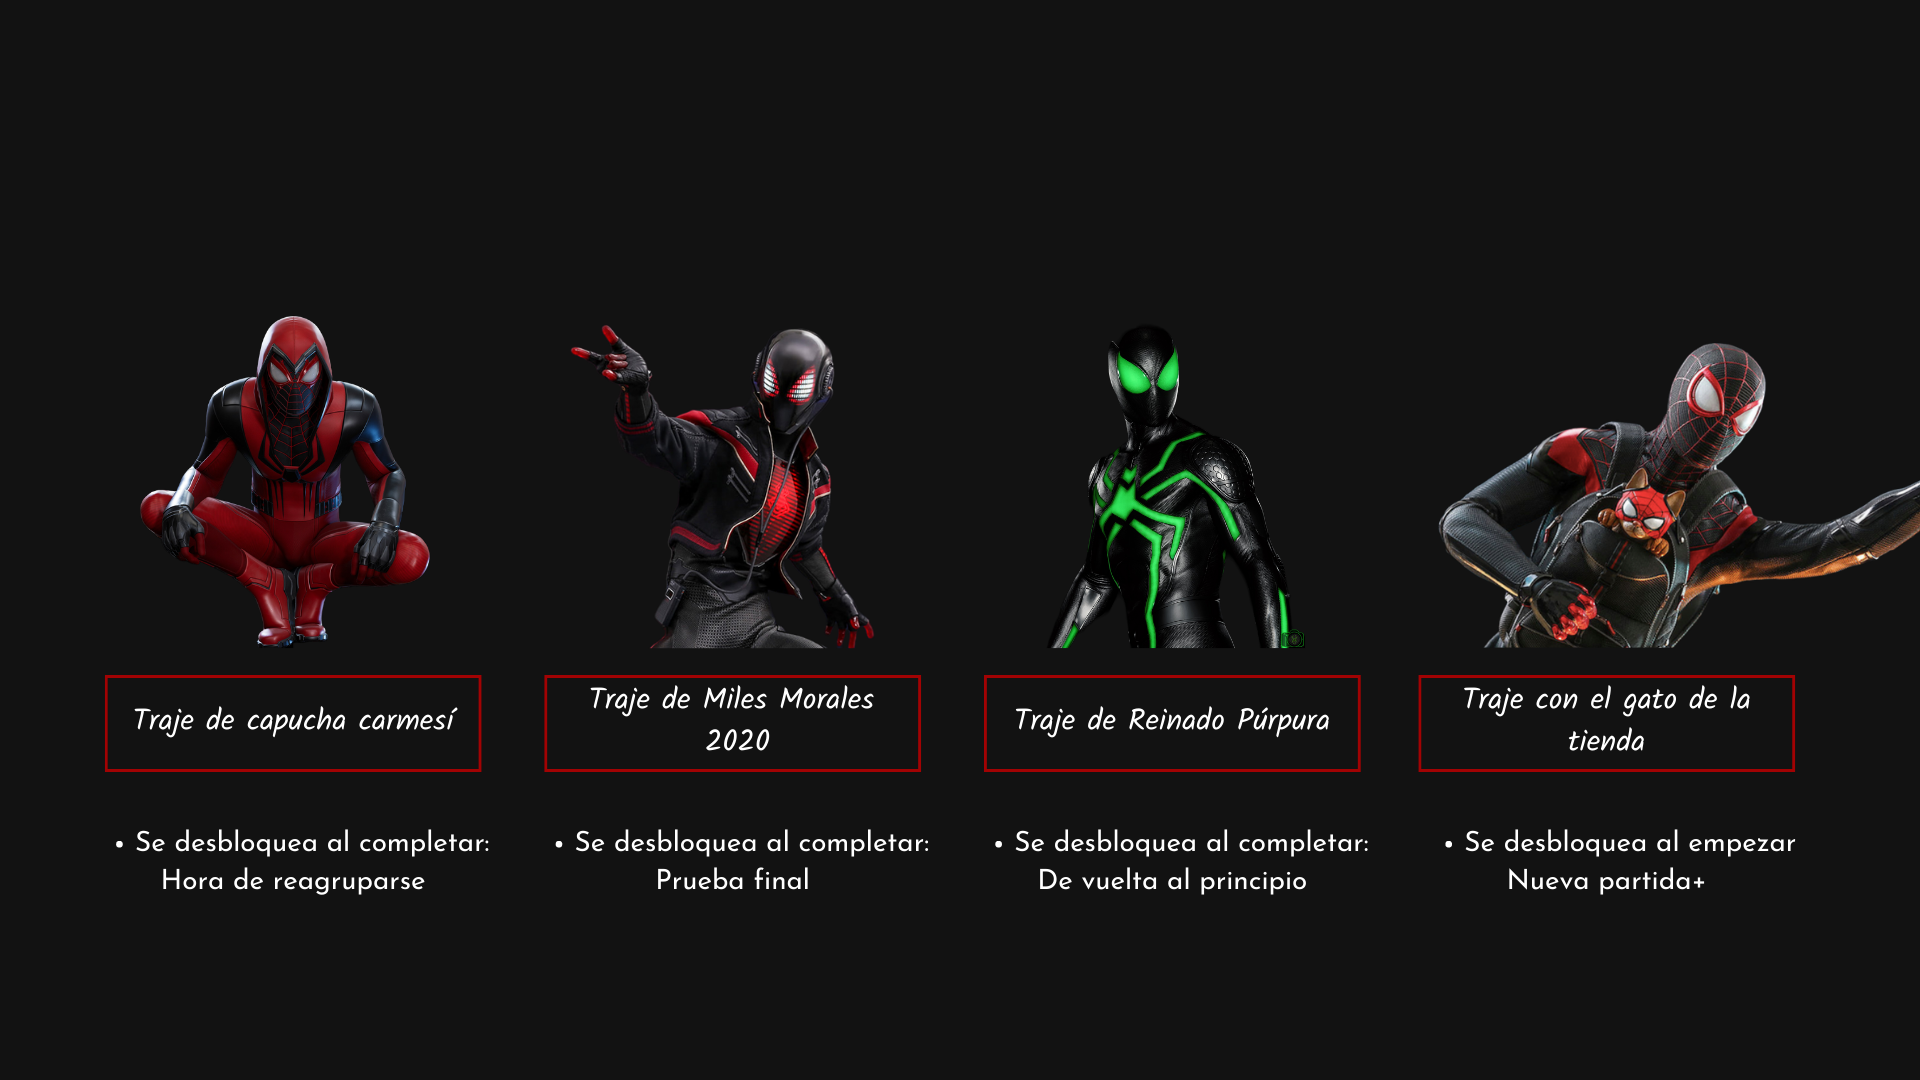 Traje de capucha carmesí
Traje de Miles Morales
2020
Traje de Reinado Púrpura
Traje con el gato de la
tienda
• Se desbloquea al completar:
Hora de reagruparse
• Se desbloquea al completar:
Prueba final
• Se desbloquea al completar:
De vuelta al principio
• Se desbloquea al empezar
Nueva partida+